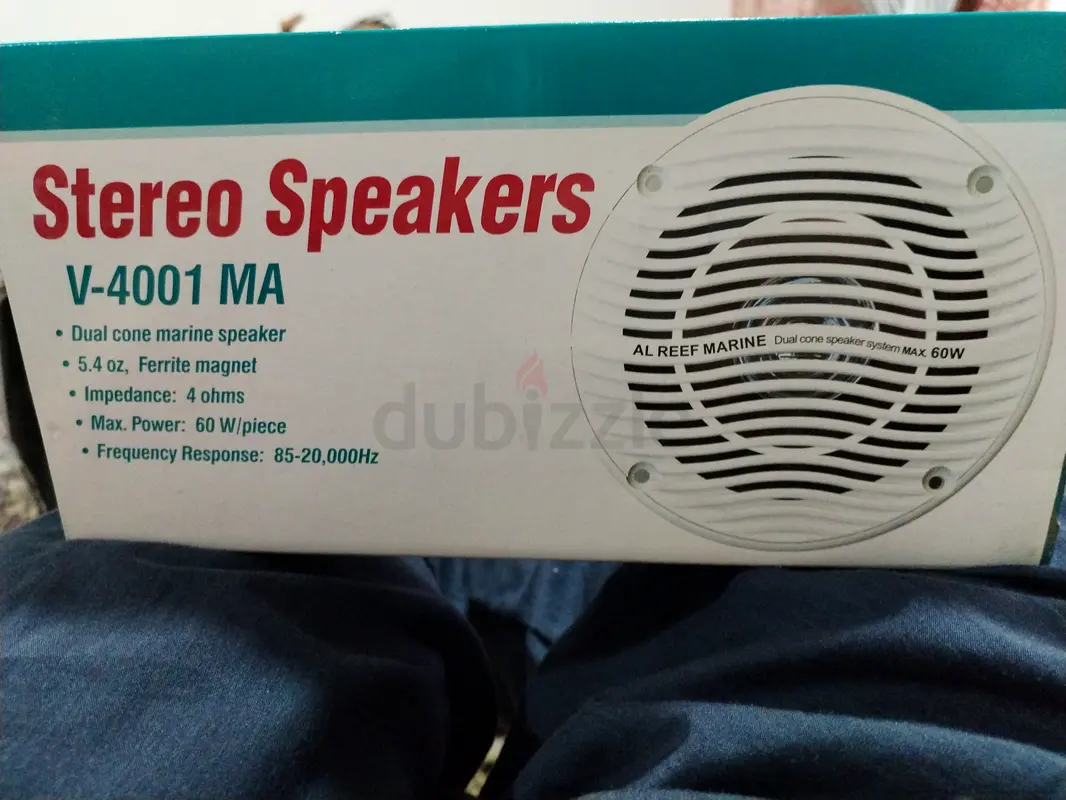 Stereo Speakers
V-4001 MA
• Dual cone marine speaker
• 5.4 oz, Ferrite magnet
• Impedance: 4 ohms
• Max. Power: 60 W/piece
• Frequency Response: 85-20,000Hz
AL REEF MARINE Dual cone speaker system MAX. 60W
dubizzle